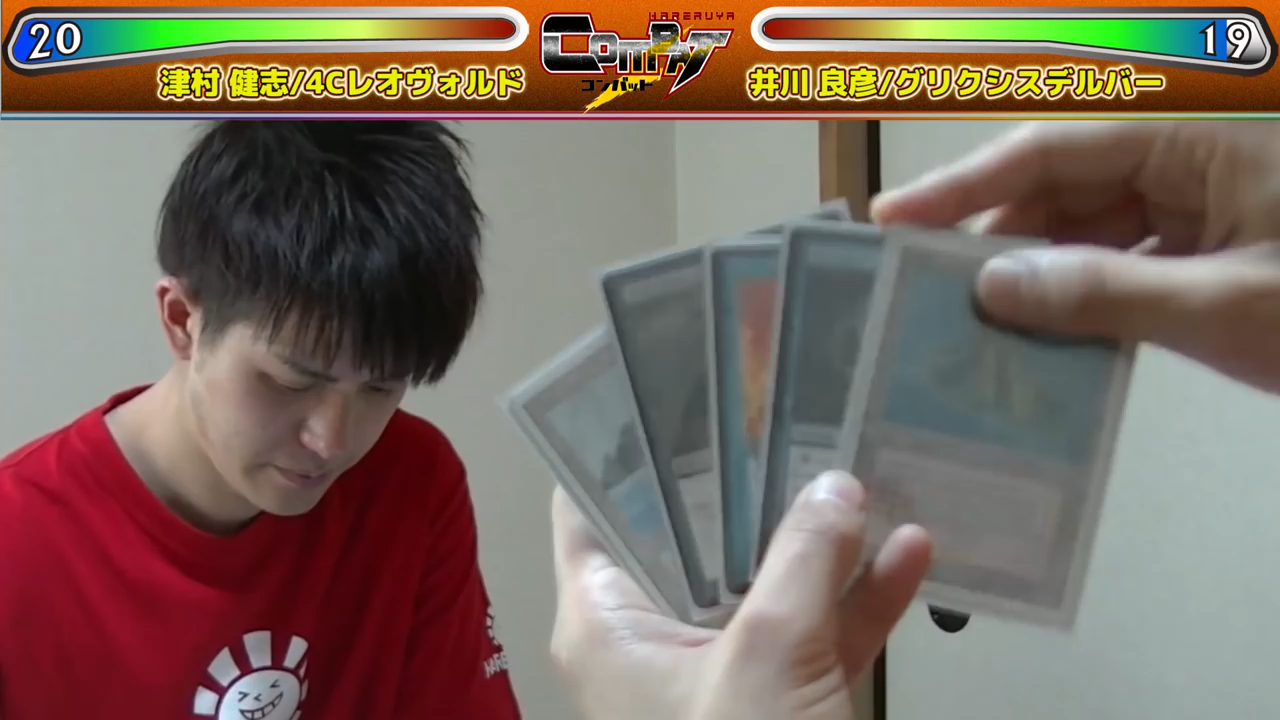 20
HARERUYA
COMBAT
コンバット
19
津村 健志/4Cレオヴォルド
井川 良彦/グリクシスデルバー
HARE